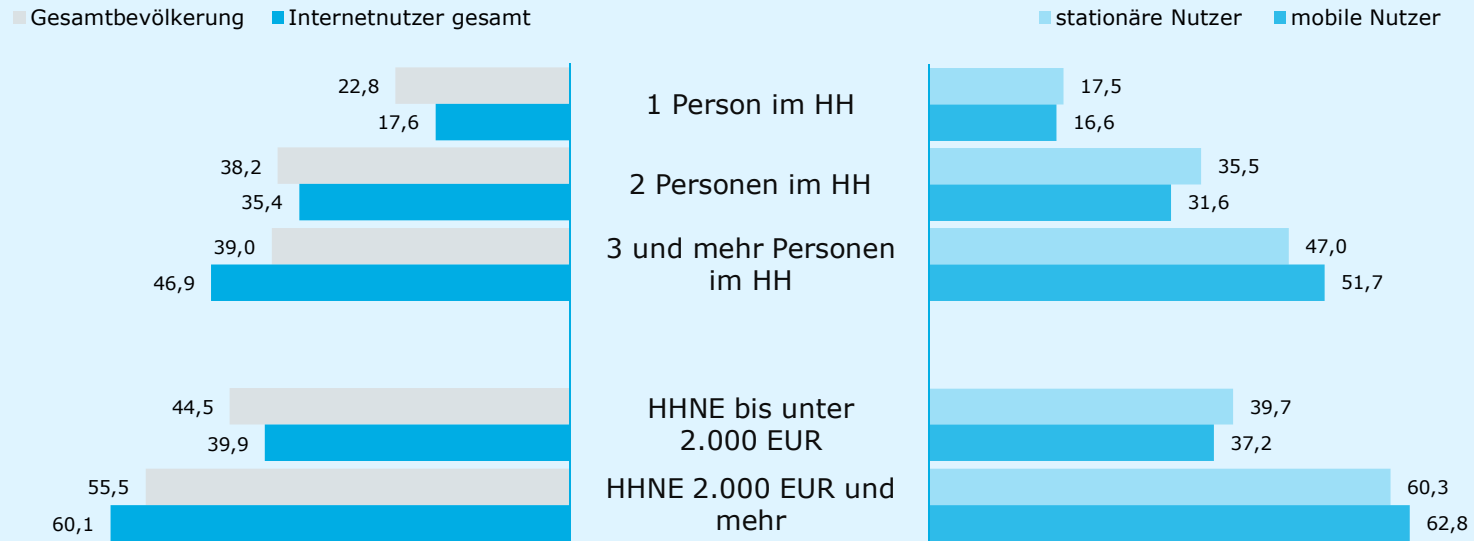 Gesamtbevölkerung Internetnutzer gesamt stationäre Nutzer mobile Nutzer
22,8 1 Person im HH 17,5
17,6 16,6
38,2 2 Personen im HH 35,5
35,4 31,6
39,0 3 und mehr Personen 47,0
46,9 im HH 51,7
44,5 HHNE bis unter 39,7
39,9 2.000 EUR 37,2
55,5 HHNE 2.000 EUR und 60,3
60,1 mehr 62,8